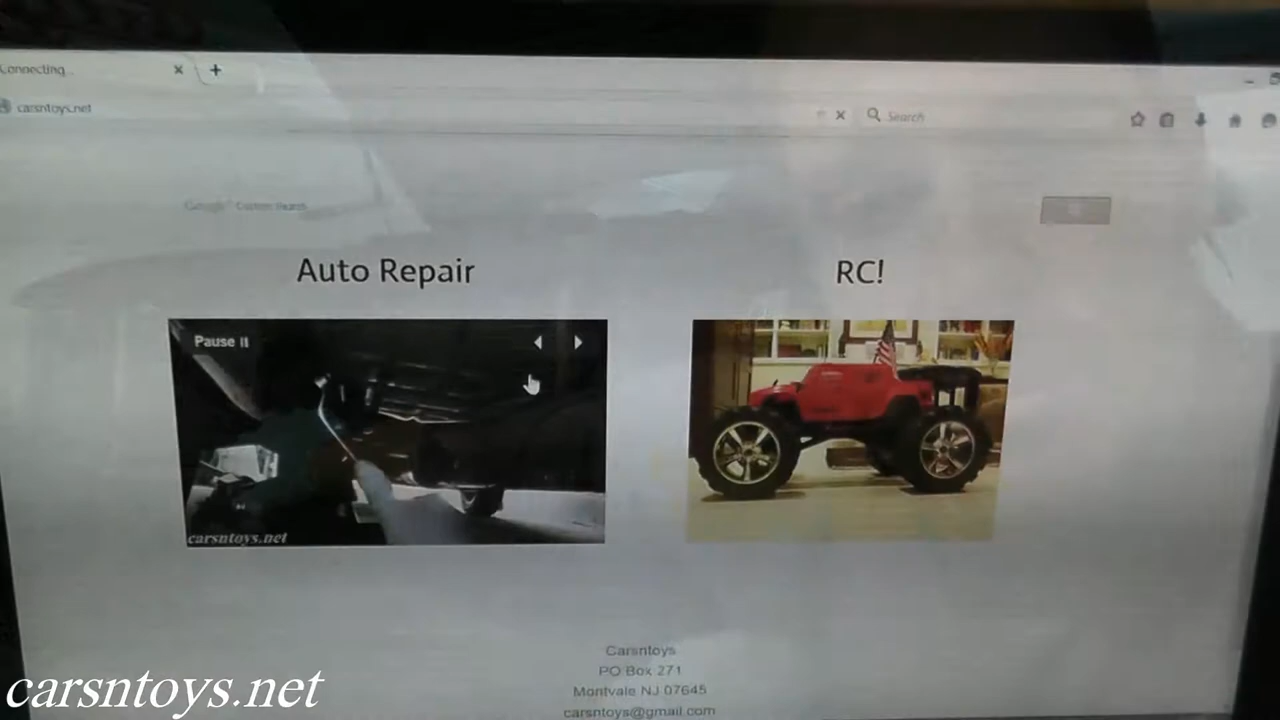 Connecting...
carsntoys.net
Search
Google Custom Search
Auto Repair
RC!
Pause
carsntoys.net
Carsntoys
PO Box 271
Montvale NJ 07645
carsntoys@gmail.com
carsntoys.net